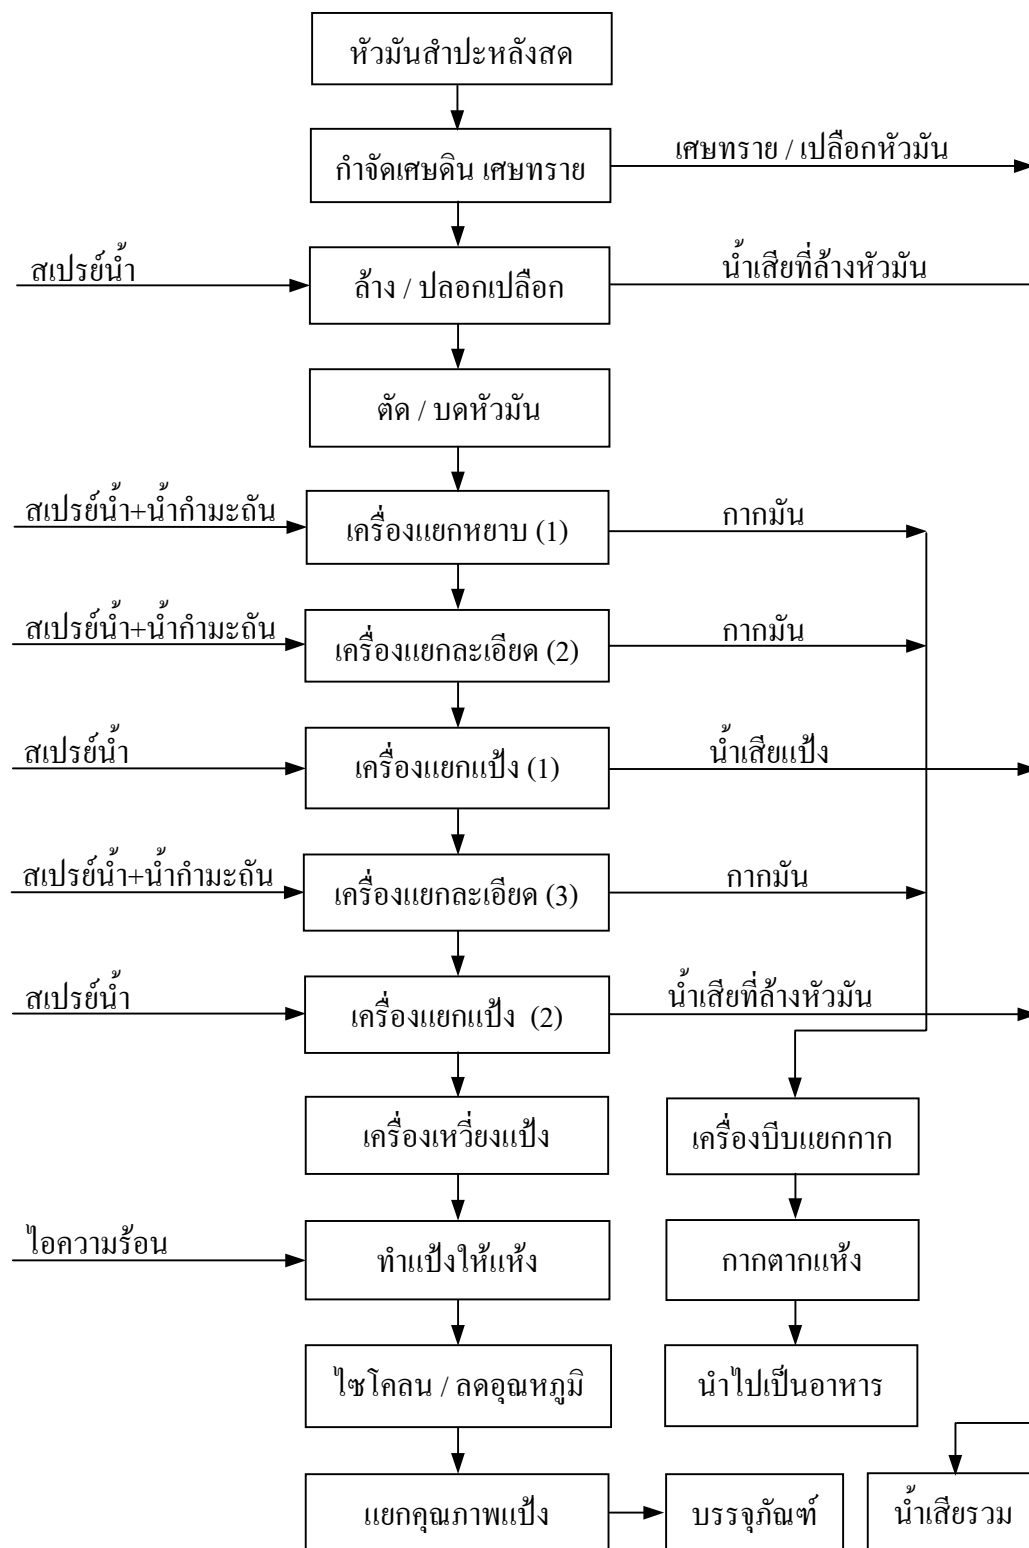 หัวมันสำปะหลังสด
กำจัดเศษดิน เศษทราย
เศษทราย / เปลือกหัวมัน
สเปรย์น้ำ
ล้าง / ปลอกเปลือก
น้ำเสียที่ล้างหัวมัน
ตัด / บดหัวมัน
สเปรย์น้ำ+น้ำกำมะถัน
เครื่องแยกหยาบ (1)
กากมัน
สเปรย์น้ำ+น้ำกำมะถัน
เครื่องแยกละเอียด (2)
กากมัน
สเปรย์น้ำ
เครื่องแยกแป้ง (1)
น้ำเสียแป้ง
สเปรย์น้ำ+น้ำกำมะถัน
เครื่องแยกละเอียด (3)
กากมัน
สเปรย์น้ำ
เครื่องแยกแป้ง (2)
น้ำเสียที่ล้างหัวมัน
เครื่องเหวี่ยงแป้ง
เครื่องบีบแยกกาก
ไอความร้อน
ทำแป้งให้แห้ง
กากตากแห้ง
ไซโคลน / ลดอุณหภูมิ
นำไปเป็นอาหาร
แยกคุณภาพแป้ง
บรรจุภัณฑ์
น้ำเสียรวม